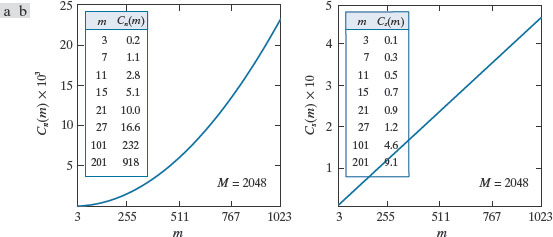 a b
25
20
15
10
5
C_n(m) × 10³
m C_n(m)
3 0.2
7 1.1
11 2.8
15 5.1
21 10.0
27 16.6
101 232
201 918
M = 2048
3 255 511 767 1023
m
5
4
3
2
1
C_s(m) × 10
m C_s(m)
3 0.1
7 0.3
11 0.5
15 0.7
21 0.9
27 1.2
101 4.6
201 9.1
M = 2048
3 255 511 767 1023
m